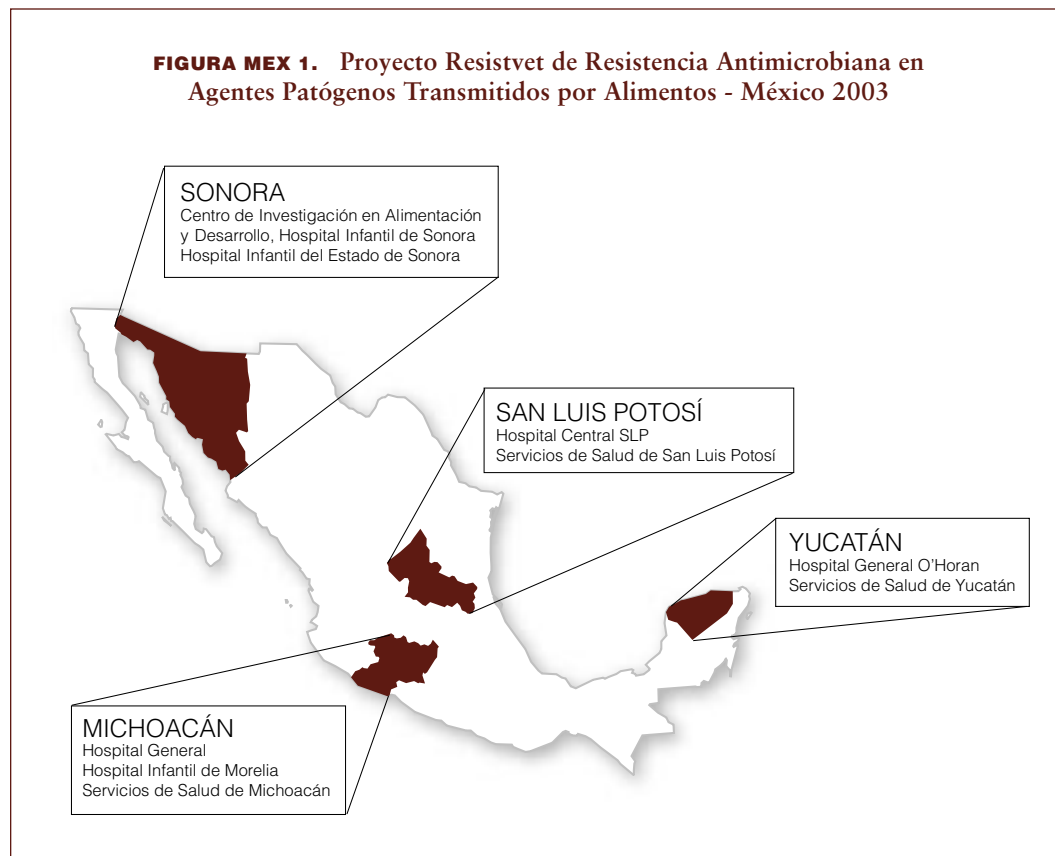 FIGURA MEX 1. Proyecto Resistvet de Resistencia Antimicrobiana en
Agentes Patógenos Transmitidos por Alimentos - México 2003
SONORA
Centro de Investigación en Alimentación
y Desarrollo, Hospital Infantil de Sonora
Hospital Infantil del Estado de Sonora
SAN LUIS POTOSÍ
Hospital Central SLP
Servicios de Salud de San Luis Potosí
YUCATÁN
Hospital General O'Horan
Servicios de Salud de Yucatán
MICHOACÁN
Hospital General
Hospital Infantil de Morelia
Servicios de Salud de Michoacán